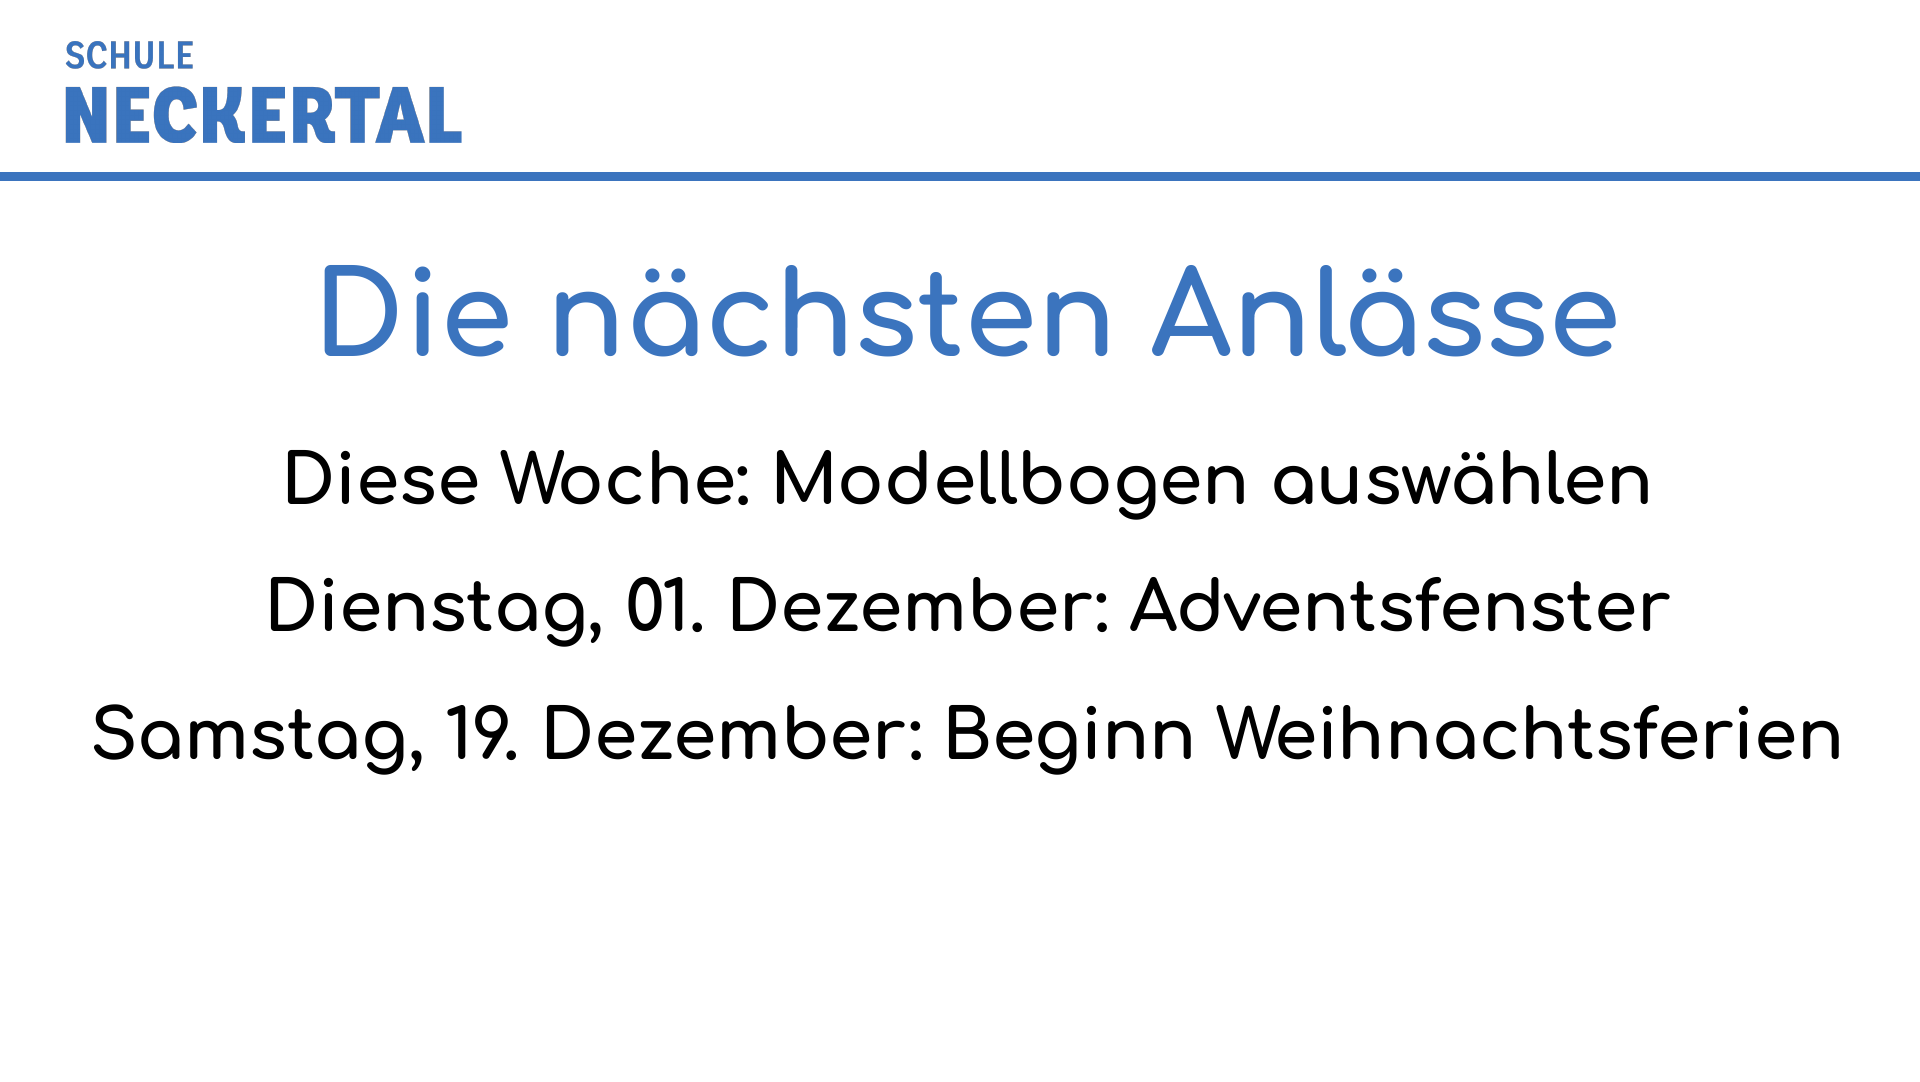 SCHULE
NECKERTAL
Die nächsten Anlässe
Diese Woche: Modellbogen auswählen
Dienstag, 01. Dezember: Adventsfenster
Samstag, 19. Dezember: Beginn Weihnachtsferien